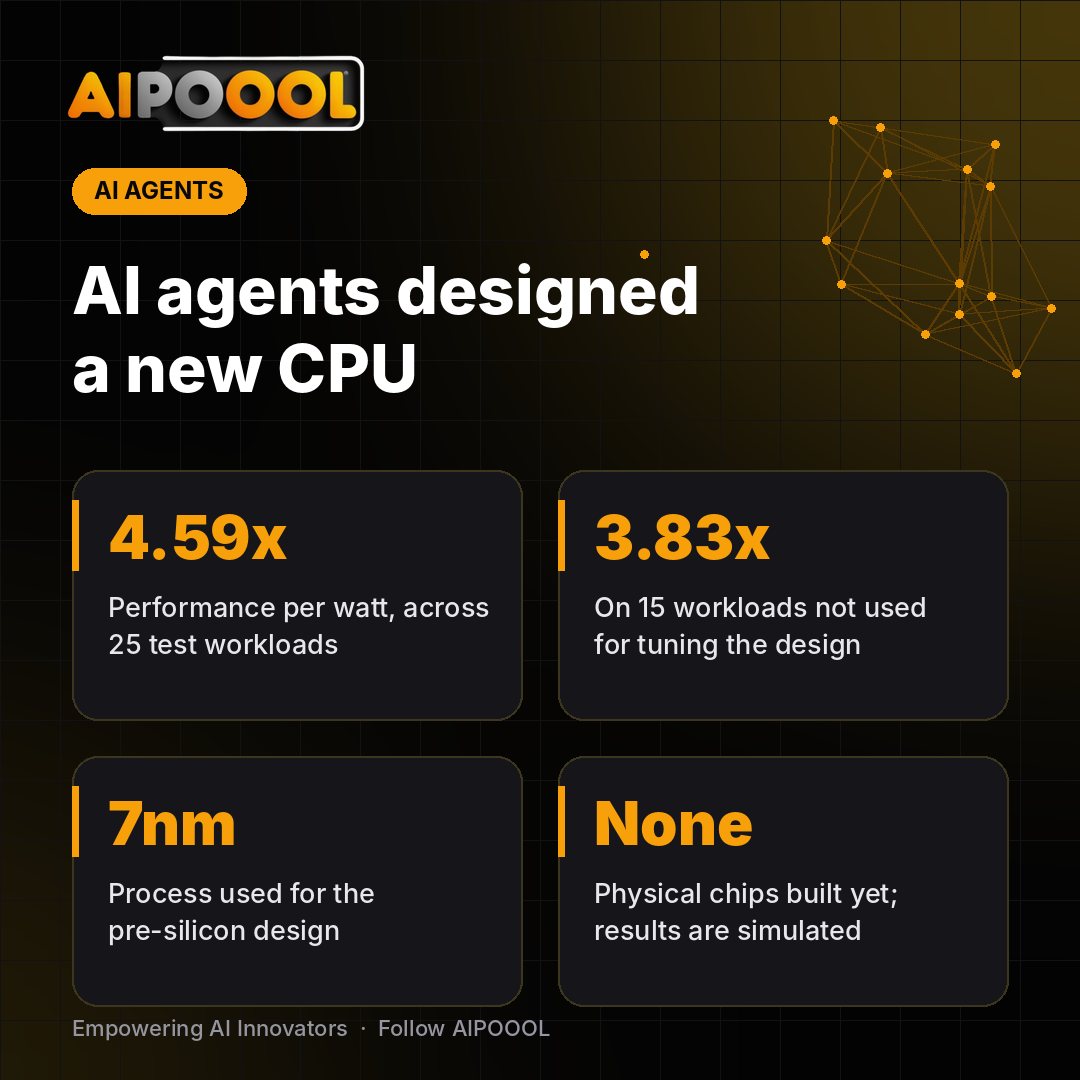 AIPOOOL
AI AGENTS
AI agents designed
a new CPU
4.59x
Performance per watt, across
25 test workloads
3.83x
On 15 workloads not used
for tuning the design
7nm
Process used for the
pre-silicon design
None
Physical chips built yet;
results are simulated
Empowering AI Innovators · Follow AIPOOOL